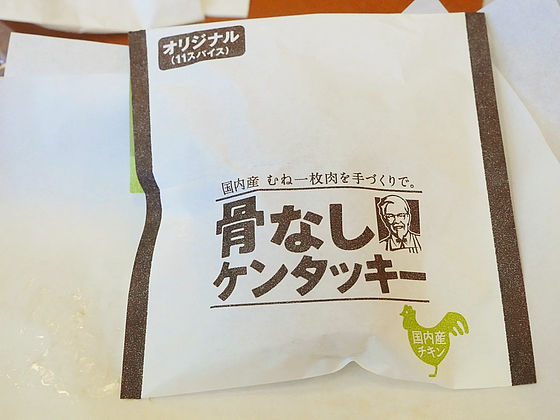 オリジナル
(11スパイス)
国内産 むね一枚肉を手づくりで。
骨なし
ケンタッキー
国内産
チキン